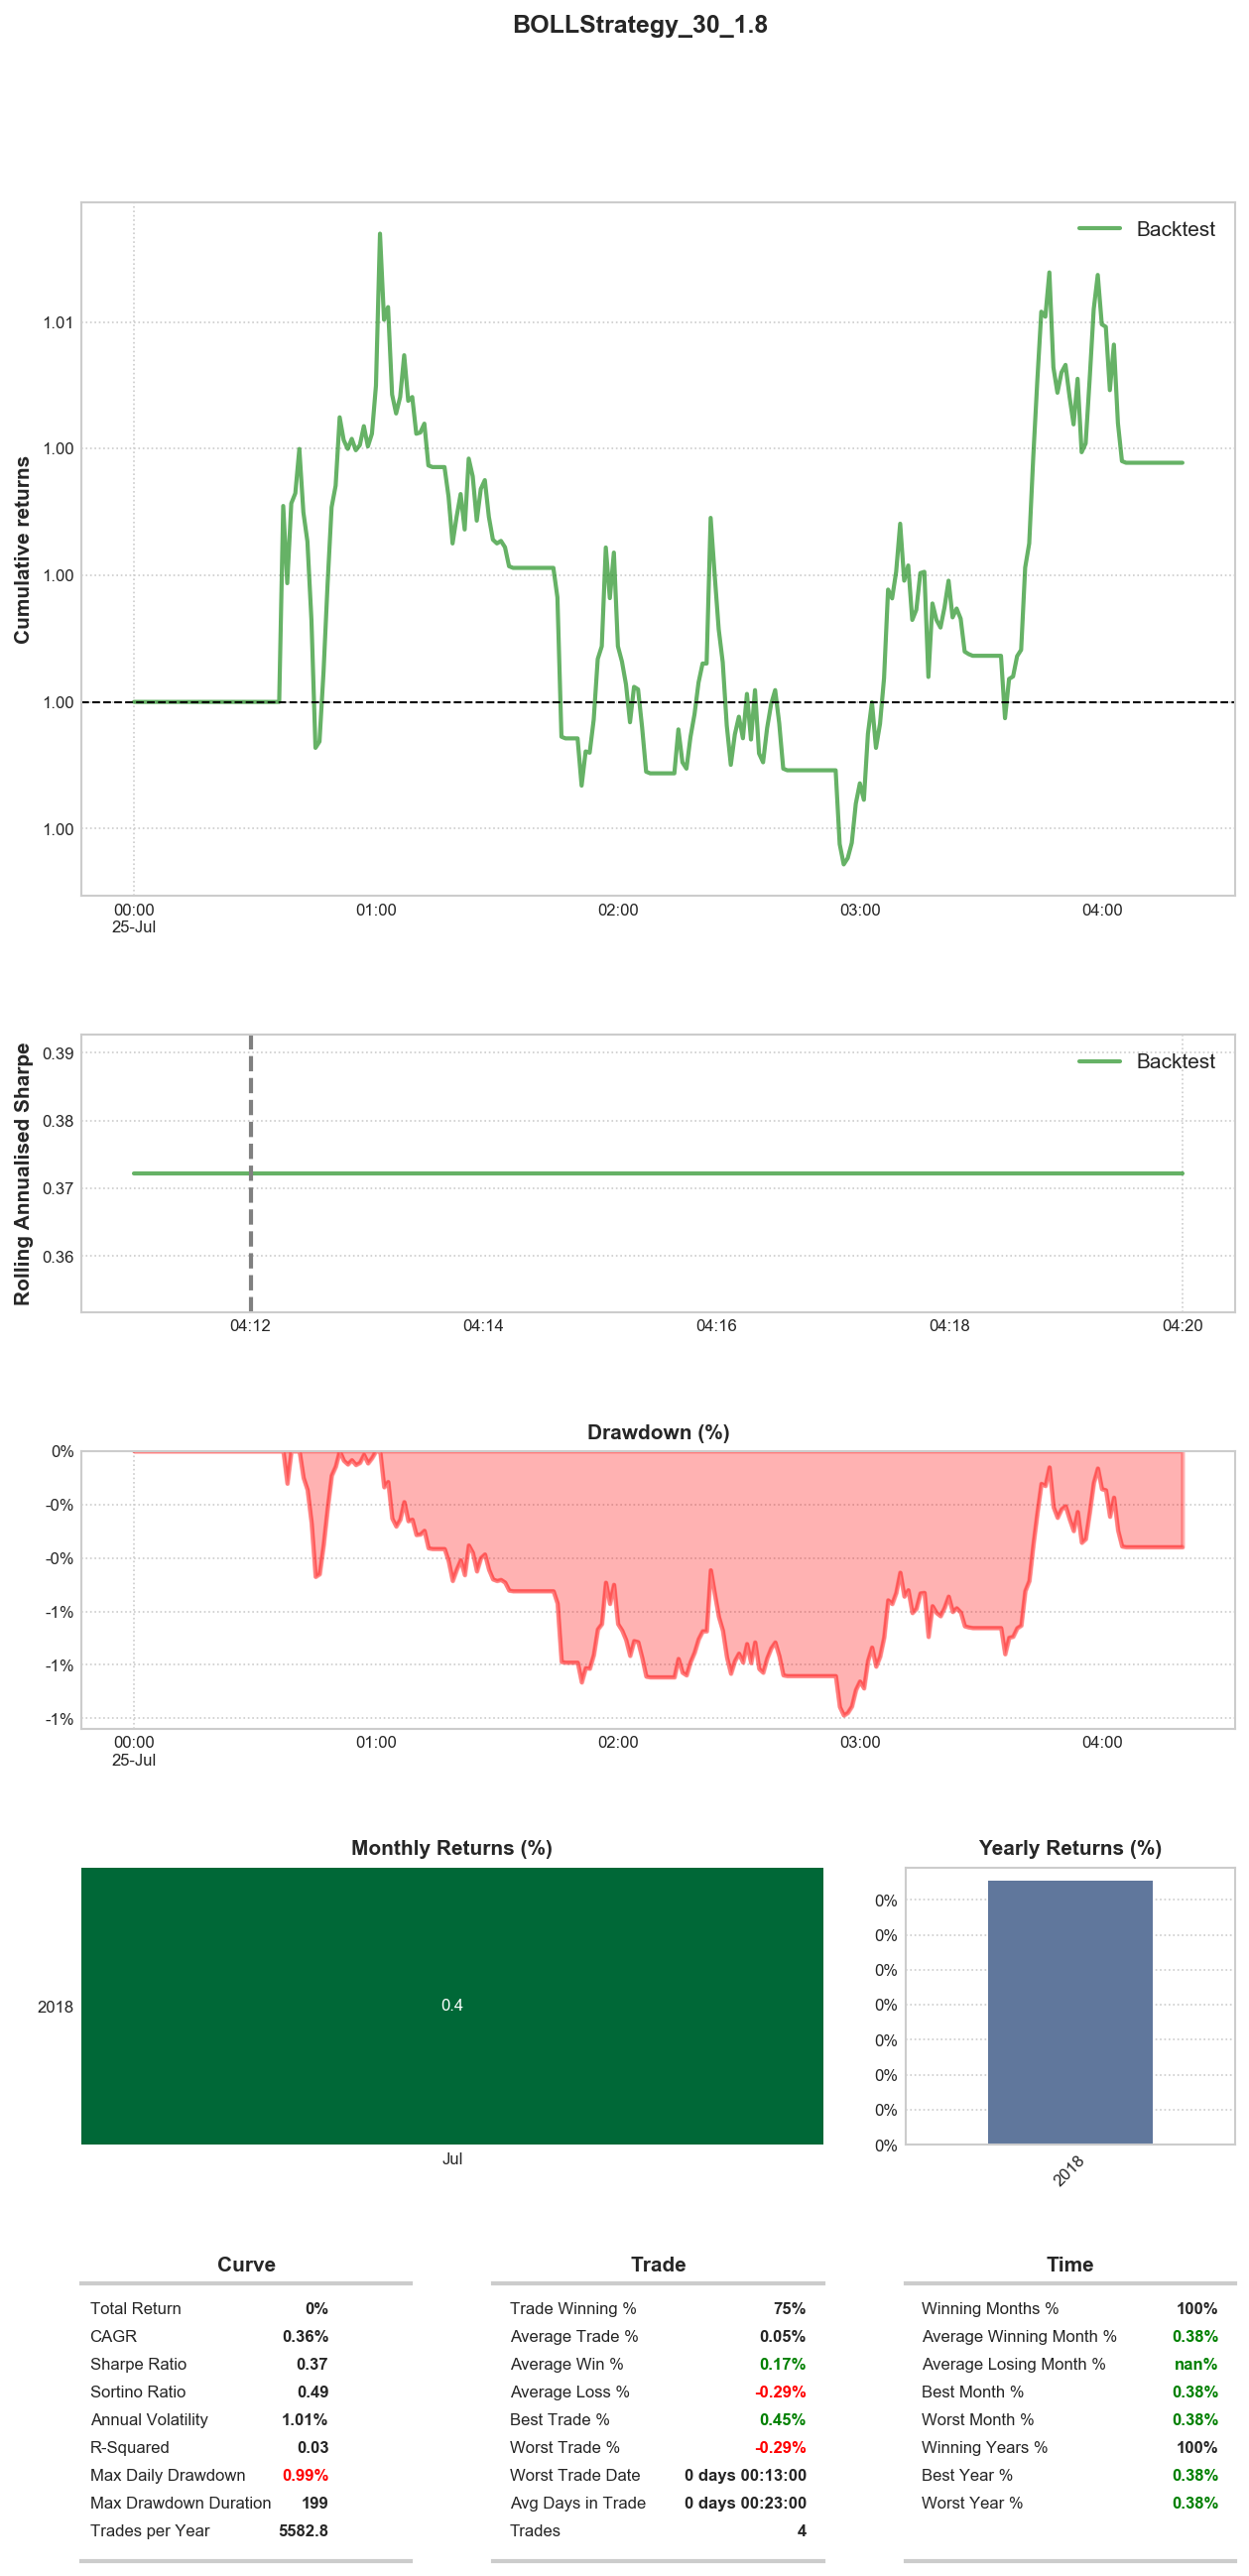 BOLLStrategy_30_1.8
Backtest
Cumulative returns
1.01
1.00
1.00
1.00
1.00
00:00 01:00 02:00 03:00 04:00
25-Jul
Backtest
Rolling Annualised Sharpe
0.39
0.38
0.37
0.36
04:12 04:14 04:16 04:18 04:20
Drawdown (%)
0%
-0%
-0%
-1%
-1%
-1%
00:00 01:00 02:00 03:00 04:00
25-Jul
Monthly Returns (%)
2018
0.4
Jul
Yearly Returns (%)
0%
0%
0%
0%
0%
0%
0%
0%
2018
Curve
Total Return 0%
CAGR 0.36%
Sharpe Ratio 0.37
Sortino Ratio 0.49
Annual Volatility 1.01%
R-Squared 0.03
Max Daily Drawdown 0.99%
Max Drawdown Duration 199
Trades per Year 5582.8
Trade
Trade Winning % 75%
Average Trade % 0.05%
Average Win % 0.17%
Average Loss % -0.29%
Best Trade % 0.45%
Worst Trade % -0.29%
Worst Trade Date 0 days 00:13:00
Avg Days in Trade 0 days 00:23:00
Trades 4
Time
Winning Months % 100%
Average Winning Month % 0.38%
Average Losing Month % nan%
Best Month % 0.38%
Worst Month % 0.38%
Winning Years % 100%
Best Year % 0.38%
Worst Year % 0.38%